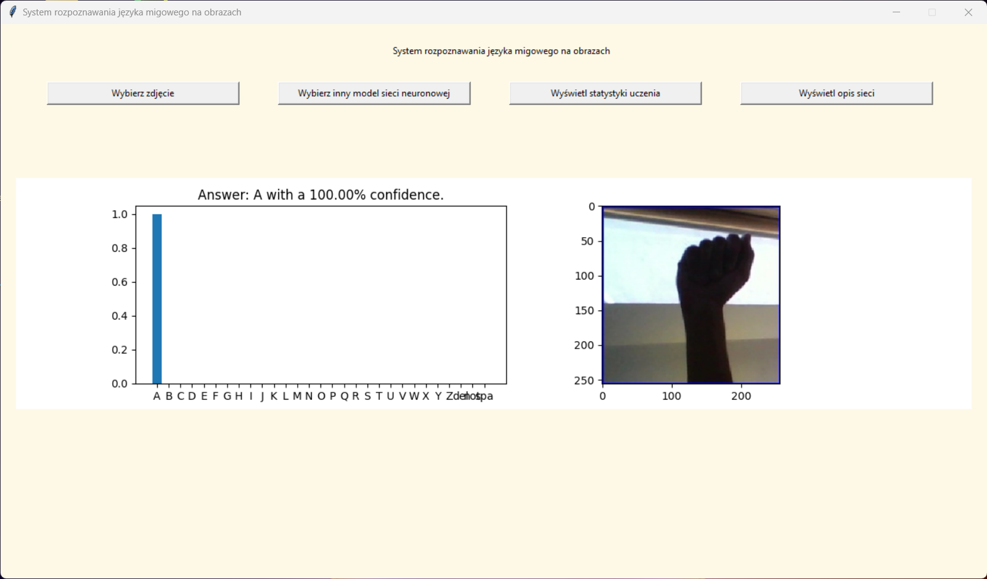 System rozpoznawania języka migowego na obrazach
System rozpoznawania języka migowego na obrazach
Wybierz zdjęcie
Wybierz inny model sieci neuronowej
Wyświetl statystyki uczenia
Wyświetl opis sieci
Answer: A with a 100.00% confidence.
1.0
0.8
0.6
0.4
0.2
0.0
A B C D E F G H I J K L M N O P Q R S T U V W X Y Z
0
50
100
150
200
250
0 100 200